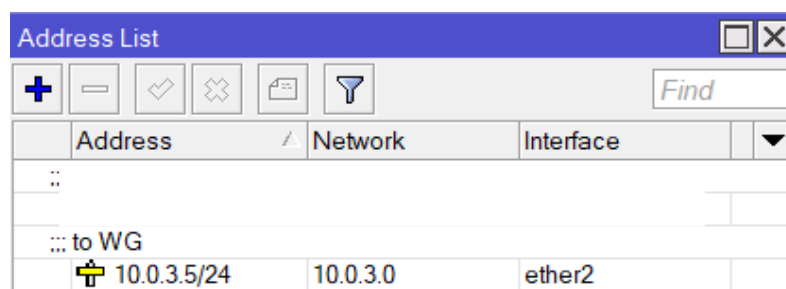 Address List
Find
Address Network Interface
::
::: to WG
10.0.3.5/24 10.0.3.0 ether2